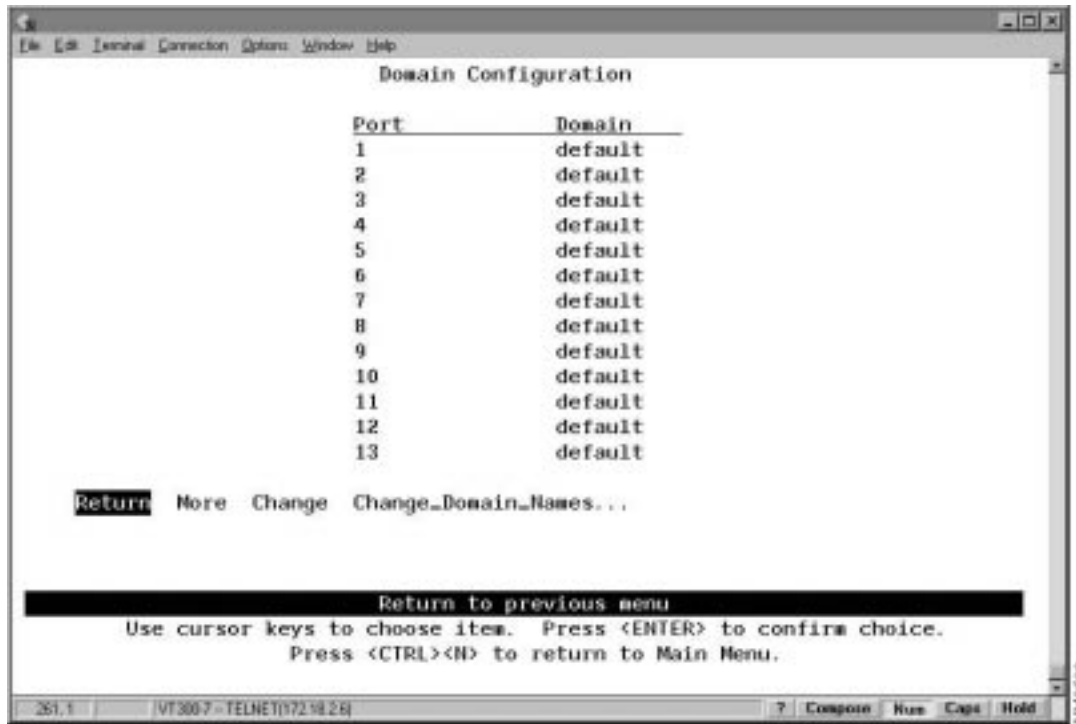 File Edit Terminal Connection Options Window Help
Domain Configuration
Port Domain
1 default
2 default
3 default
4 default
5 default
6 default
7 default
8 default
9 default
10 default
11 default
12 default
13 default
Return More Change Change_Domain_Names...
Return to previous menu
Use cursor keys to choose item. Press <ENTER> to confirm choice.
Press <CTRL><N> to return to Main Menu.
261,1 VT300-7 - TELNET(172.18.2.6) ? Compose Num Caps Hold